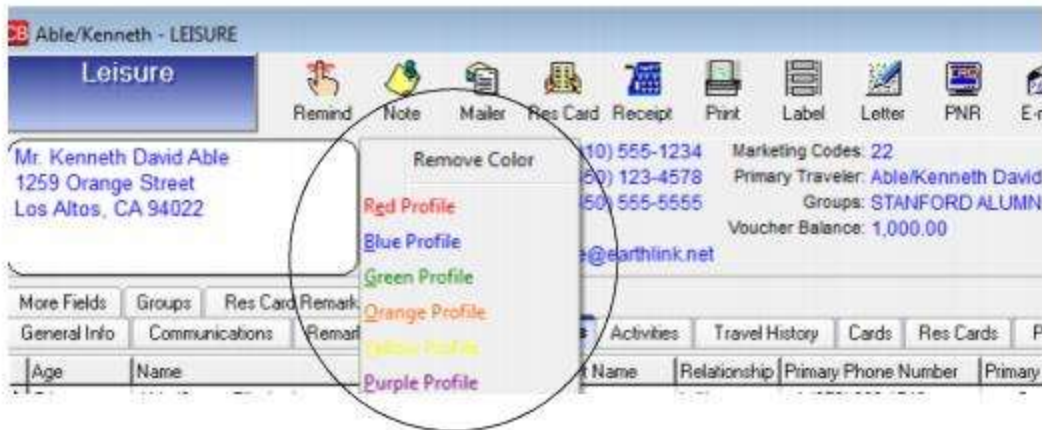 CB Able/Kenneth - LEISURE
Leisure
Remind Note Mailer Res Card Receipt Print Label Letter PNR
Mr. Kenneth David Able
1259 Orange Street
Los Altos, CA 94022
Remove Color
Red Profile
Blue Profile
Green Profile
Orange Profile
Yellow Profile
Purple Profile
10) 555-1234
50) 123-4578
50) 555-5555
@earthlink.net
Marketing Codes: 22
Primary Traveler: Able/Kenneth David
Groups: STANFORD ALUMN
Voucher Balance: 1,000.00
More Fields Groups Res Card Remark
General Info Communications Remar Activities Travel History Cards Res Cards P
Age Name t Name Relationship Primary Phone Number Primary